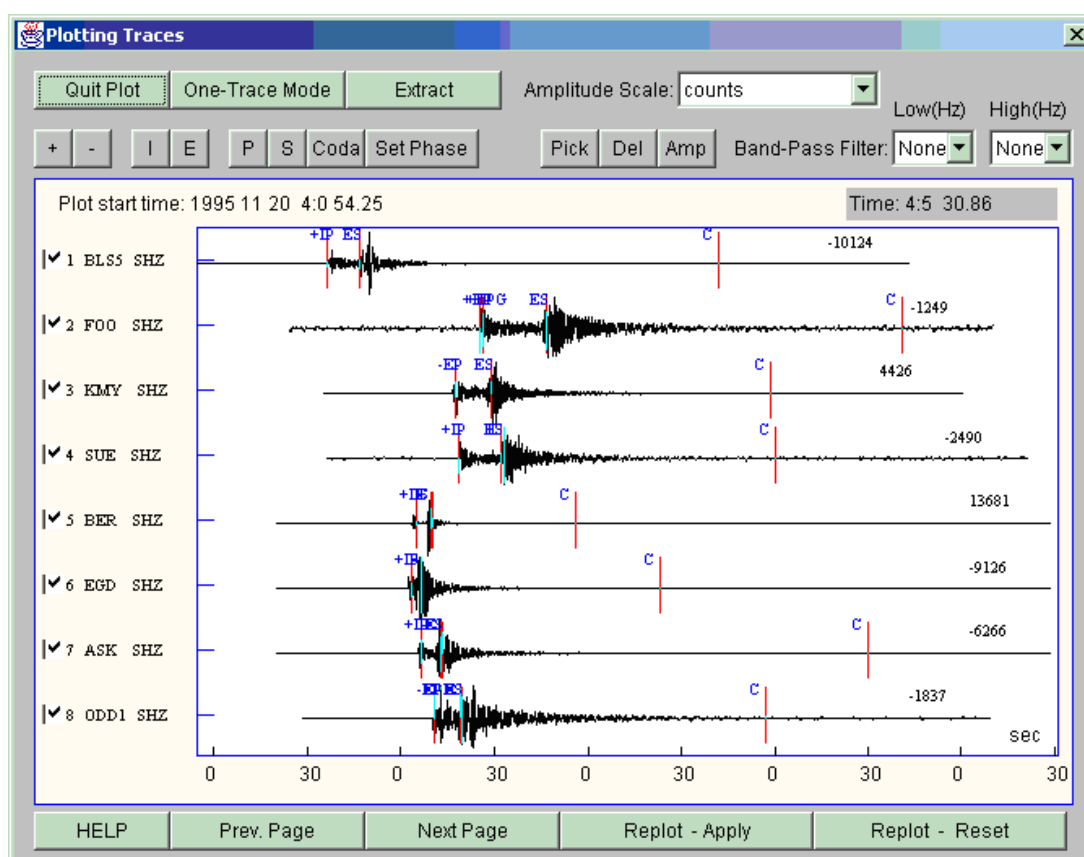 Plotting Traces
Quit Plot One-Trace Mode Extract Amplitude Scale: counts
Low(Hz) High(Hz)
+ - I E P S Coda Set Phase Pick Del Amp Band-Pass Filter: None None
Plot start time: 1995 11 20 4:0 54.25 Time: 4:5 30.86
+IP ES C -10124
1 BLS5 SHZ
ES C -1249
2 FOO SHZ
-EP ES C 4426
3 KMY SHZ
+IP C -2490
4 SUE SHZ
C 13681
5 BER SHZ
C -9126
6 EGD SHZ
C -6266
7 ASK SHZ
C -1837
8 ODD1 SHZ
sec
0 30 0 30 0 30 0 30 0 30
HELP Prev. Page Next Page Replot - Apply Replot - Reset